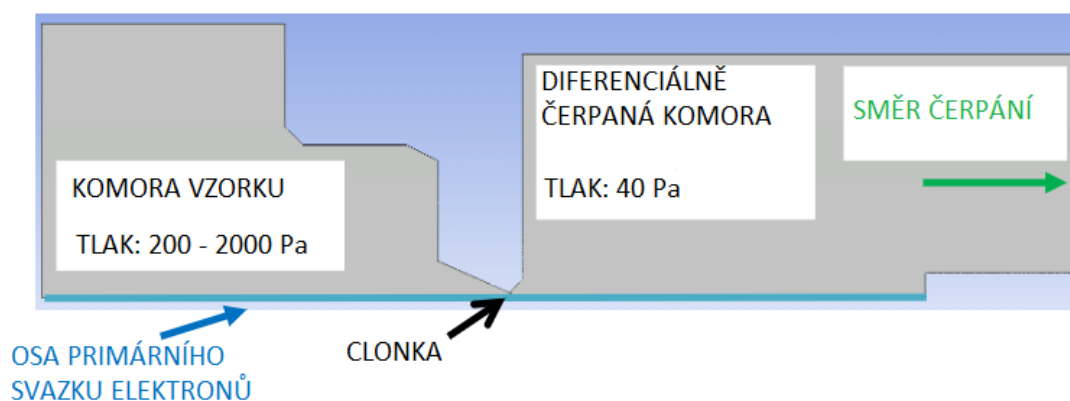 DIFERENCIÁLNĚ
ČERPANÁ KOMORA
TLAK: 40 Pa
SMĚR ČERPÁNÍ
KOMORA VZORKU
TLAK: 200 - 2000 Pa
OSA PRIMÁRNÍHO
SVAZKU ELEKTRONŮ
CLONKA